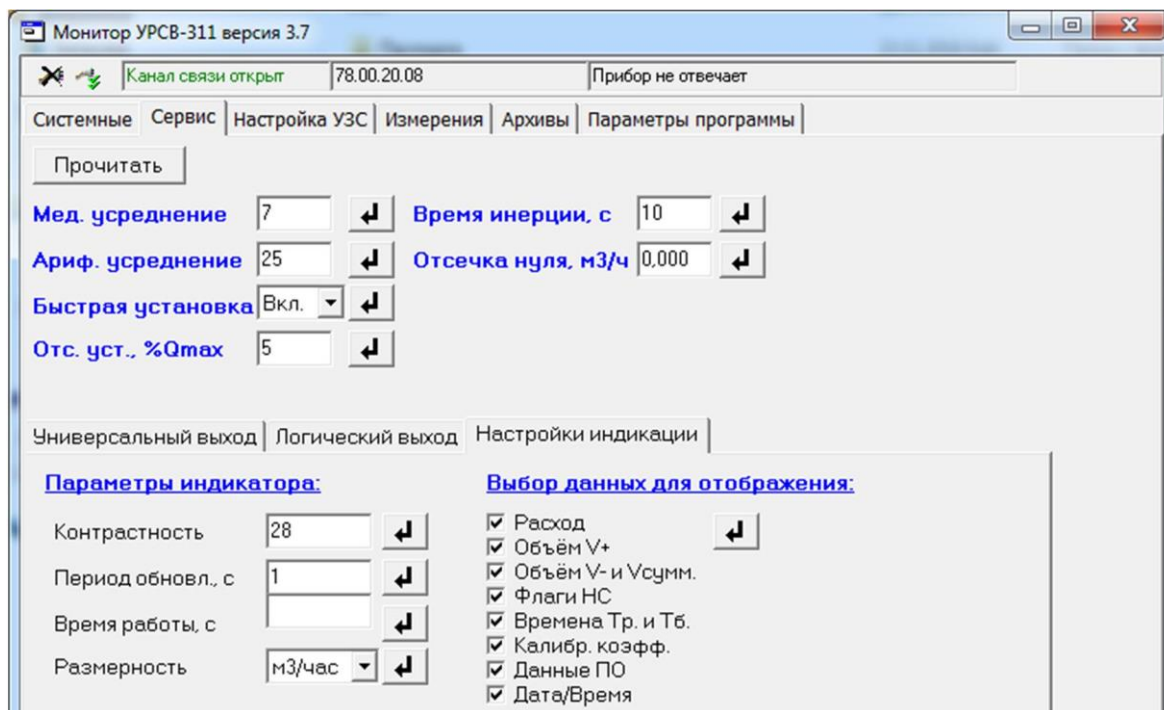 Монитор УРСВ-311 версия 3.7
Канал связи открыт 78.00.20.08 Прибор не отвечает
Системные Сервис Настройка УЗС Измерения Архивы Параметры программы
Прочитать
Мед. усреднение 7 Время инерции, с 10
Ариф. усреднение 25 Отсечка нуля, м3/ч 0,000
Быстрая установка Вкл.
Отс. уст., %Qmax 5
Универсальный выход Логический выход Настройки индикации
Параметры индикатора: Выбор данных для отображения:
Контрастность 28
Период обновл., с 1
Время работы, с
Размерность м3/час
Расход
Объём V+
Объём V- и Vсумм.
Флаги НС
Времена Тр. и Тб.
Калибр. коэфф.
Данные ПО
Дата/Время